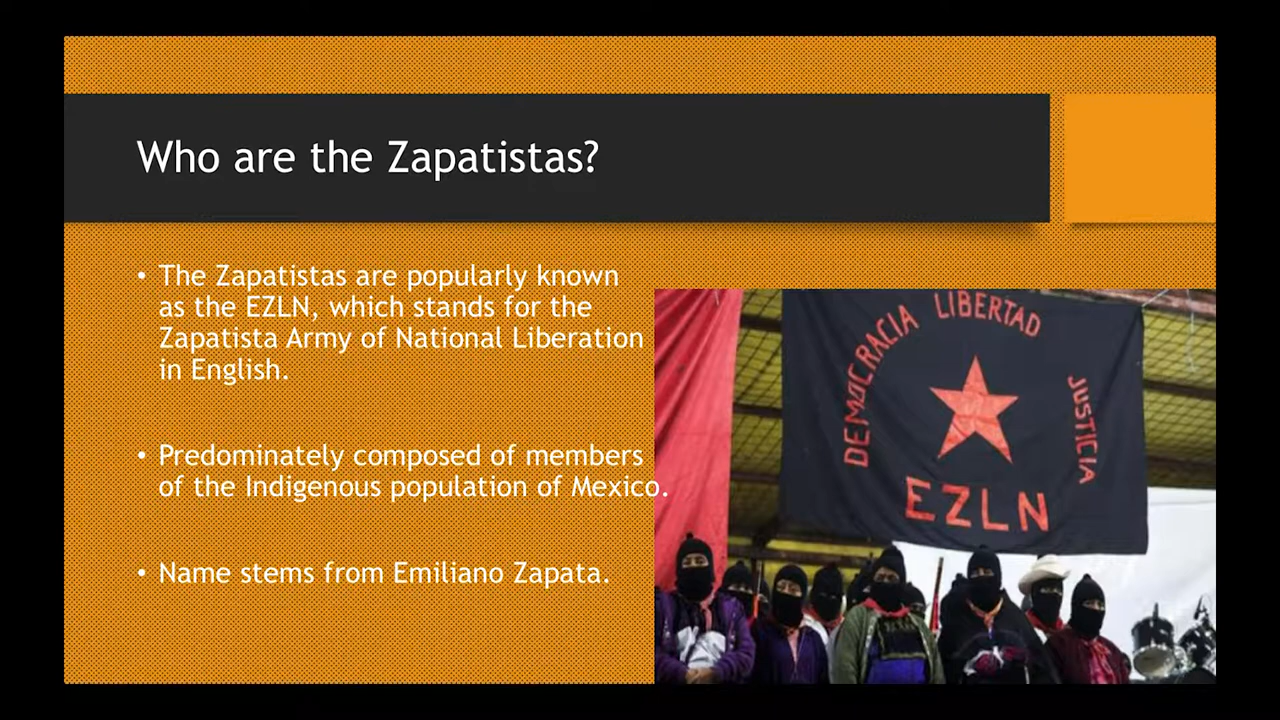 Who are the Zapatistas?
• The Zapatistas are popularly known
as the EZLN, which stands for the
Zapatista Army of National Liberation
in English.
• Predominately composed of members
of the Indigenous population of Mexico.
• Name stems from Emiliano Zapata.
DEMOCRACIA LIBERTAD JUSTICIA
EZLN